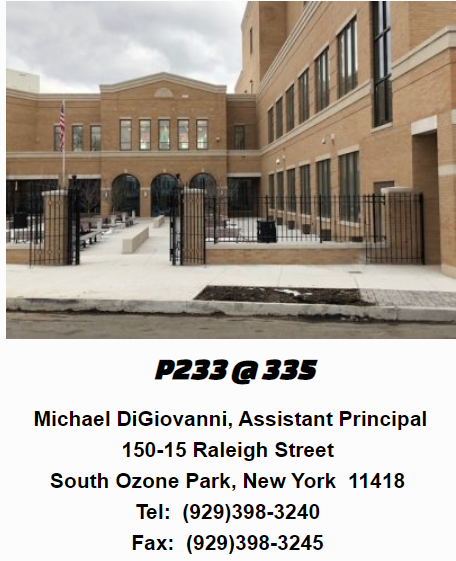 P233 @ 335
Michael DiGiovanni, Assistant Principal
150-15 Raleigh Street
South Ozone Park, New York  11418
Tel:  (929)398-3240
Fax:  (929)398-3245